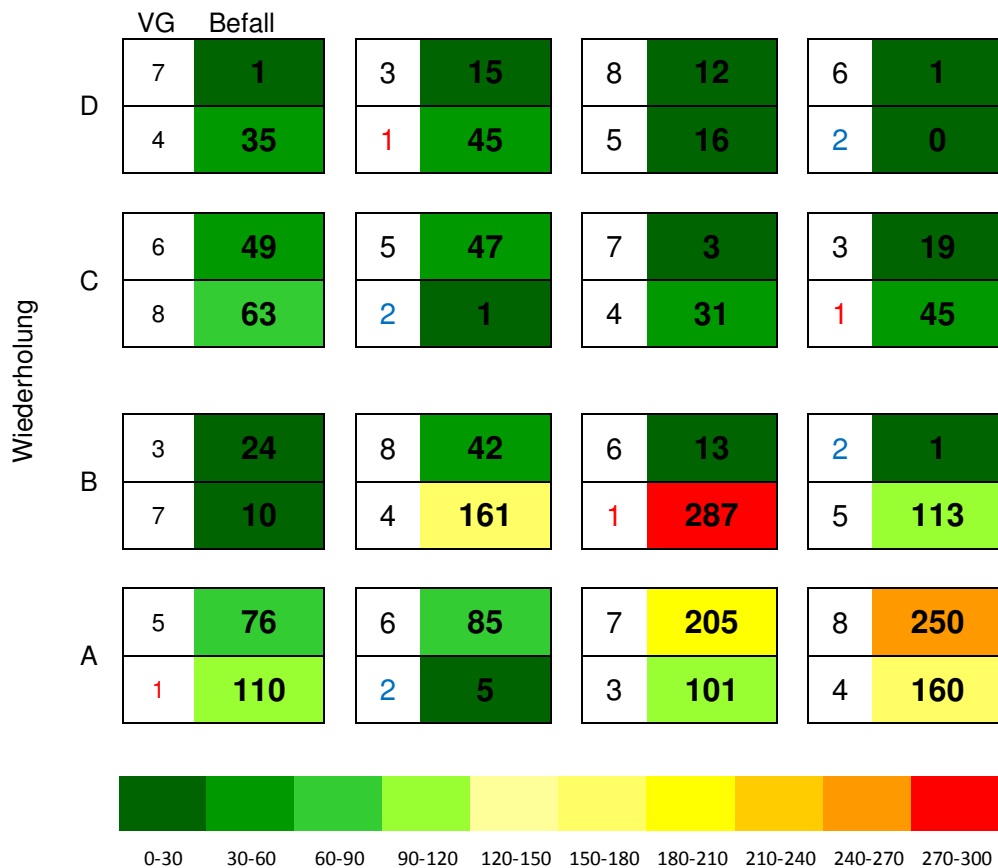 VG Befall
7 1 3 15 8 12 6 1
D
4 35 1 45 5 16 2 0
6 49 5 47 7 3 3 19
C
8 63 2 1 4 31 1 45
Wiederholung
3 24 8 42 6 13 2 1
B
7 10 4 161 1 287 5 113
5 76 6 85 7 205 8 250
A
1 110 2 5 3 101 4 160
0-30 30-60 60-90 90-120 120-150 150-180 180-210 210-240 240-270 270-300